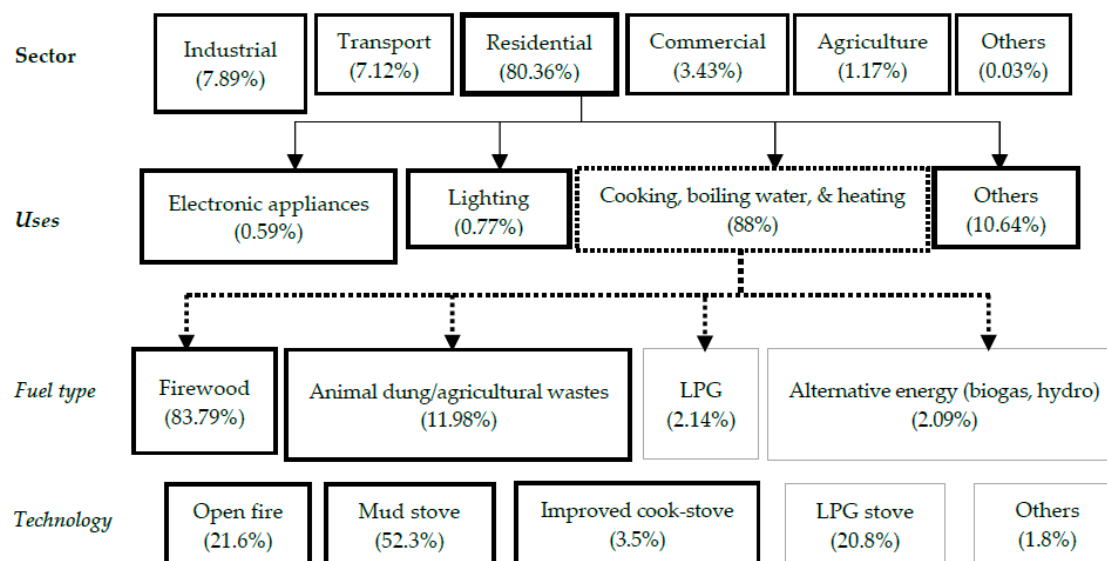 Sector
Industrial
(7.89%)
Transport
(7.12%)
Residential
(80.36%)
Commercial
(3.43%)
Agriculture
(1.17%)
Others
(0.03%)
Uses
Electronic appliances
(0.59%)
Lighting
(0.77%)
Cooking, boiling water, & heating
(88%)
Others
(10.64%)
Fuel type
Firewood
(83.79%)
Animal dung/agricultural wastes
(11.98%)
LPG
(2.14%)
Alternative energy (biogas, hydro)
(2.09%)
Technology
Open fire
(21.6%)
Mud stove
(52.3%)
Improved cook-stove
(3.5%)
LPG stove
(20.8%)
Others
(1.8%)